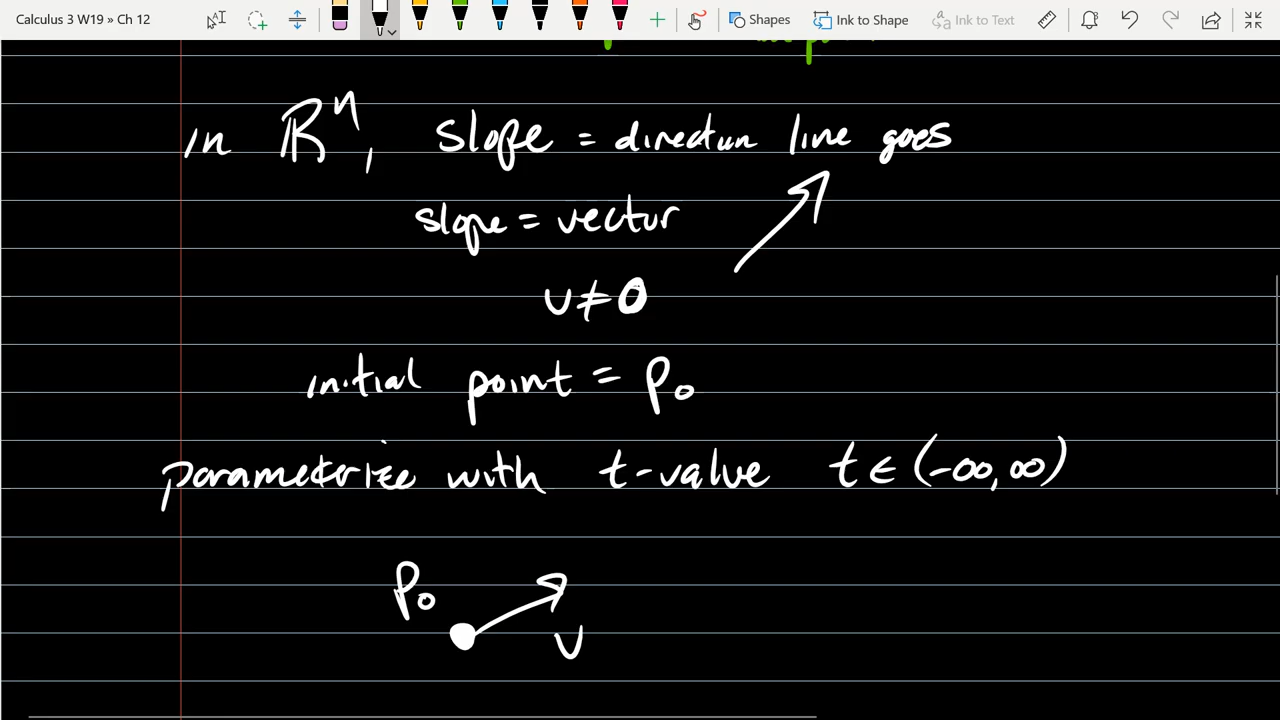 Calculus 3 W19 » Ch 12
Shapes
Ink to Shape
Ink to Text
in ℝⁿ, slope = direction line goes
slope = vector
v ≠ 0
initial point = p₀
parameterize with t-value t ∈ (-∞, ∞)
p₀
v